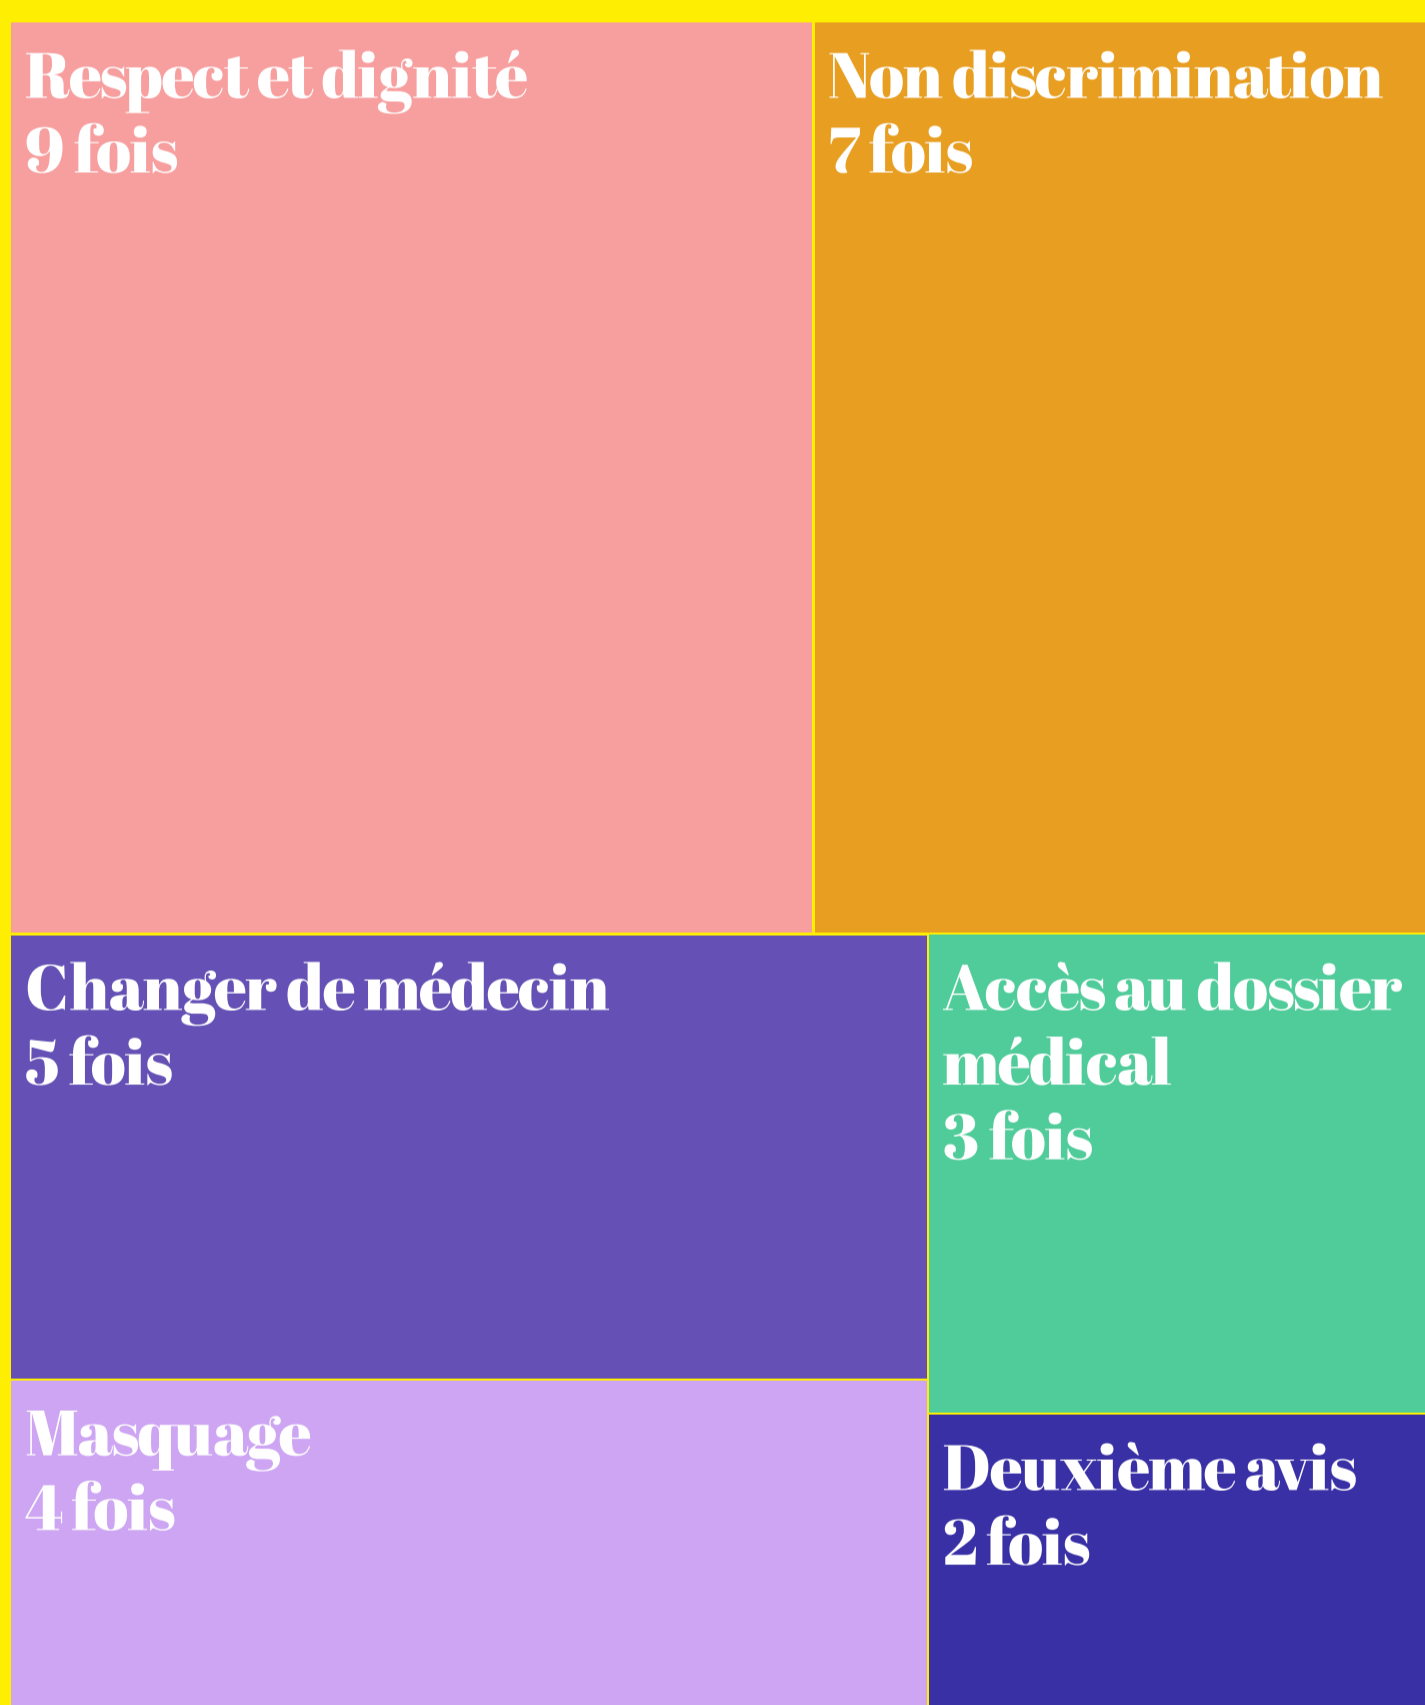 Respect et dignité
9 fois
Non discrimination
7 fois
Changer de médecin
5 fois
Accès au dossier
médical
3 fois
Masquage
4 fois
Deuxième avis
2 fois